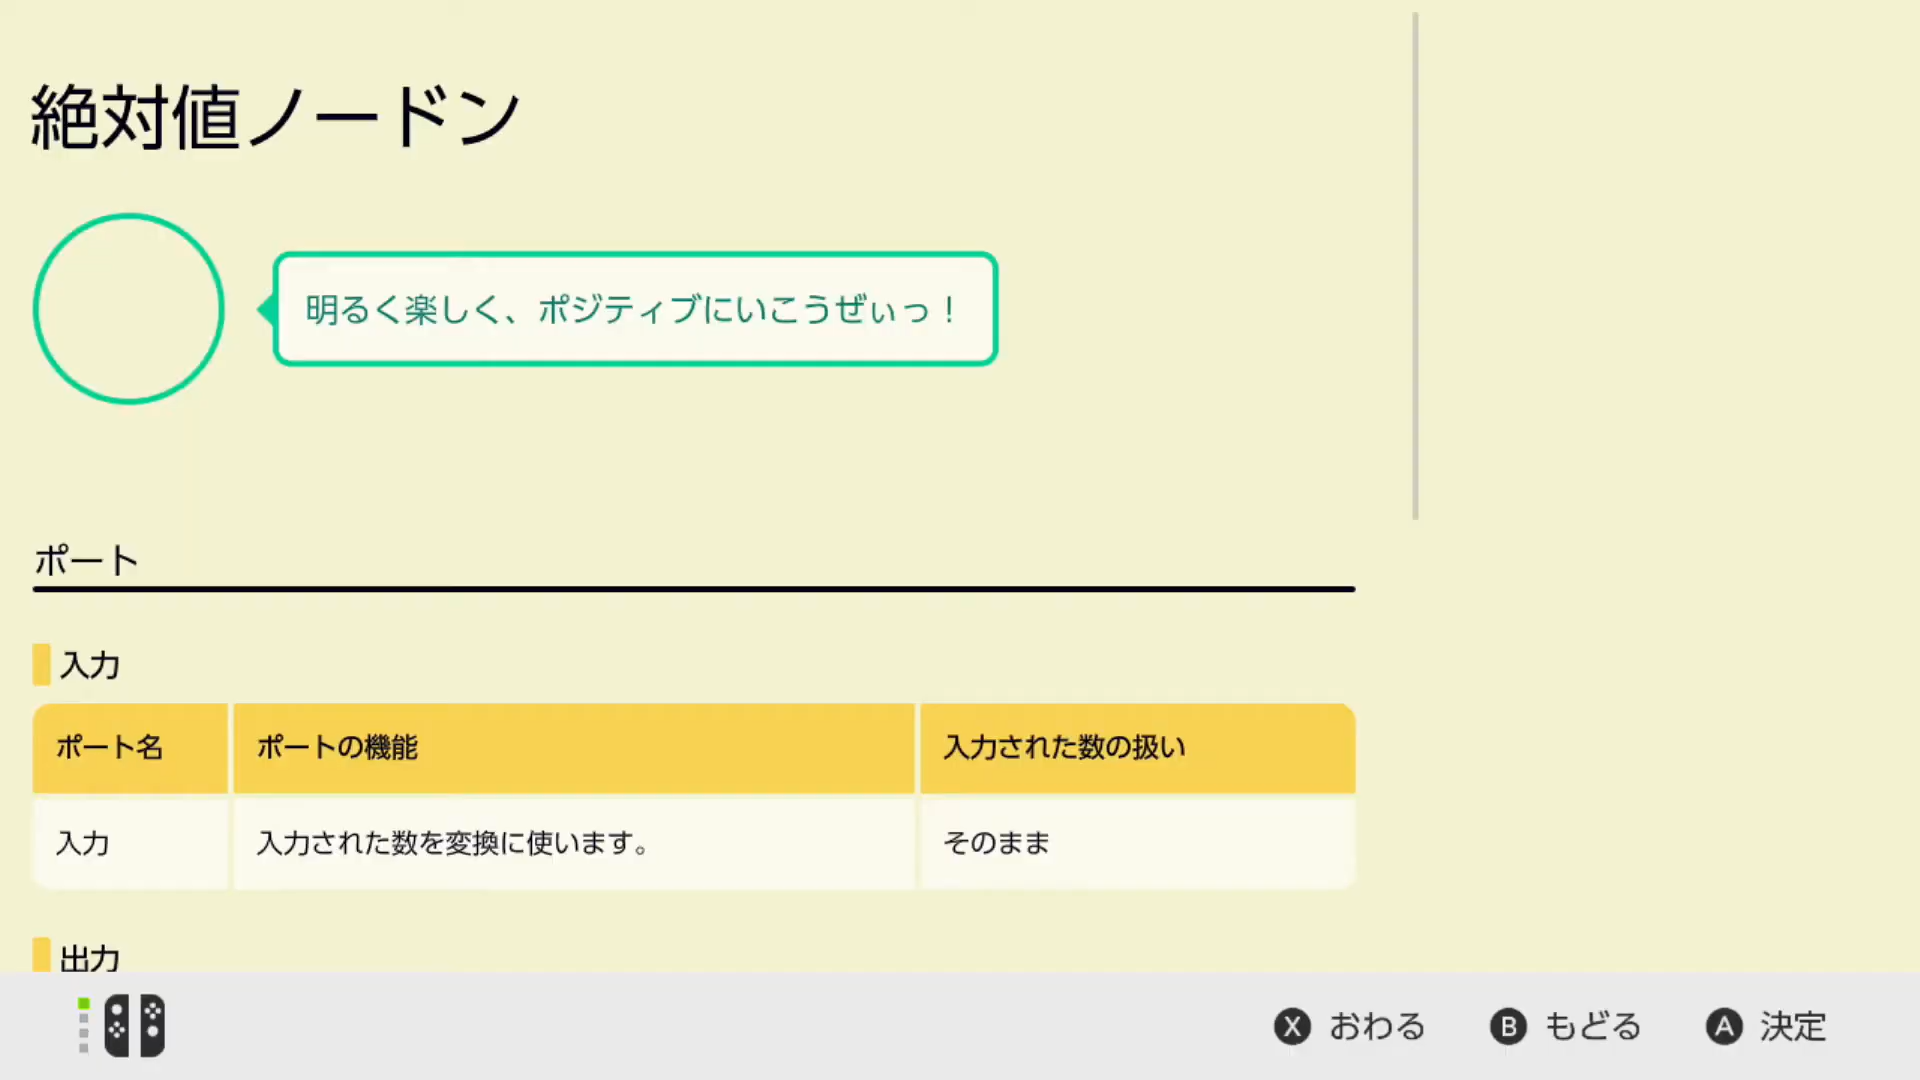 絶対値ノードン
明るく楽しく、ポジティブにいこうぜぃっ！
ポート
入力
ポート名 ポートの機能 入力された数の扱い
入力 入力された数を変換に使います。 そのまま
出力
X おわる B もどる A 決定